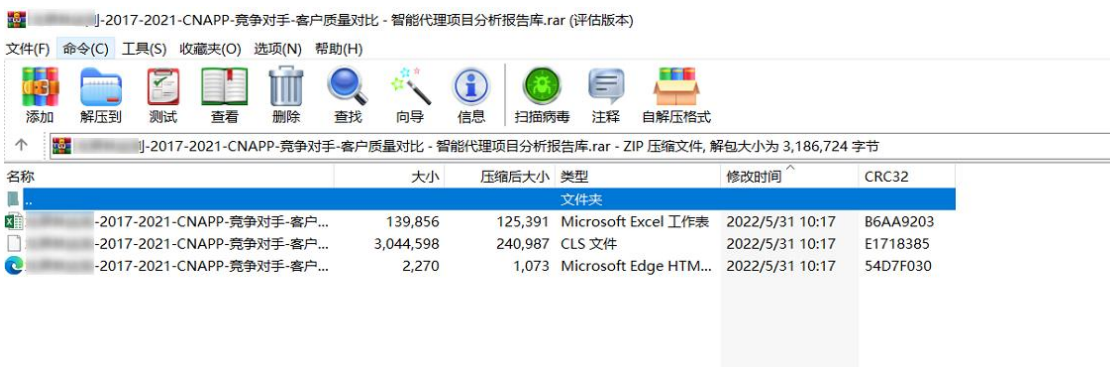 J-2017-2021-CNAPP-竞争对手-客户质量对比 - 智能代理项目分析报告库.rar (评估版本)
文件(F) 命令(C) 工具(S) 收藏夹(O) 选项(N) 帮助(H)
添加 解压到 测试 查看 删除 查找 向导 信息 扫描病毒 注释 自解压格式
J-2017-2021-CNAPP-竞争对手-客户质量对比 - 智能代理项目分析报告库.rar - ZIP 压缩文件, 解包大小为 3,186,724 字节
名称 大小 压缩后大小 类型 修改时间 CRC32
.. 文件夹
-2017-2021-CNAPP-竞争对手-客户... 139,856 125,391 Microsoft Excel 工作表 2022/5/31 10:17 B6AA9203
-2017-2021-CNAPP-竞争对手-客户... 3,044,598 240,987 CLS 文件 2022/5/31 10:17 E1718385
-2017-2021-CNAPP-竞争对手-客户... 2,270 1,073 Microsoft Edge HTM... 2022/5/31 10:17 54D7F030